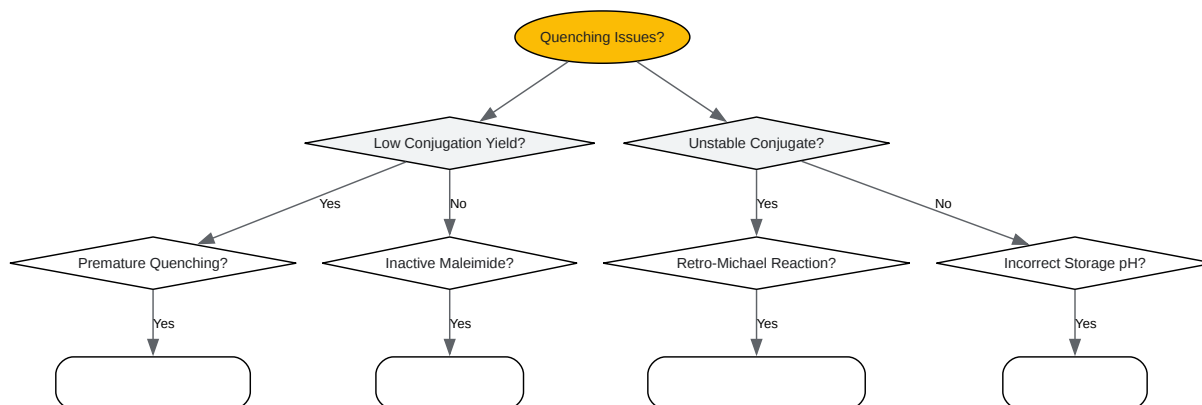 Quenching Issues?
Low Conjugation Yield?
Unstable Conjugate?
Yes
No
Yes
No
Premature Quenching?
Inactive Maleimide?
Retro-Michael Reaction?
Incorrect Storage pH?
Yes
Yes
Yes
Yes